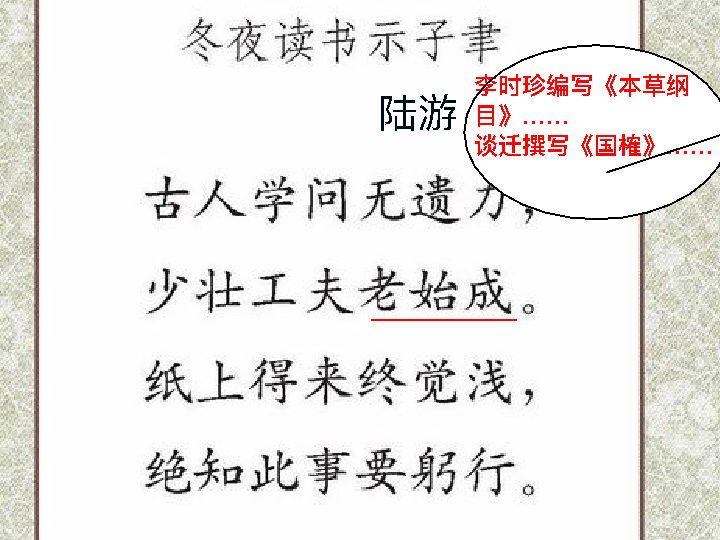 冬夜读书示子聿
陆游
李时珍编写《本草纲
目》……
谈迁撰写《国榷》……
古人学问无遗力，
少壮工夫老始成。
纸上得来终觉浅，
绝知此事要躬行。